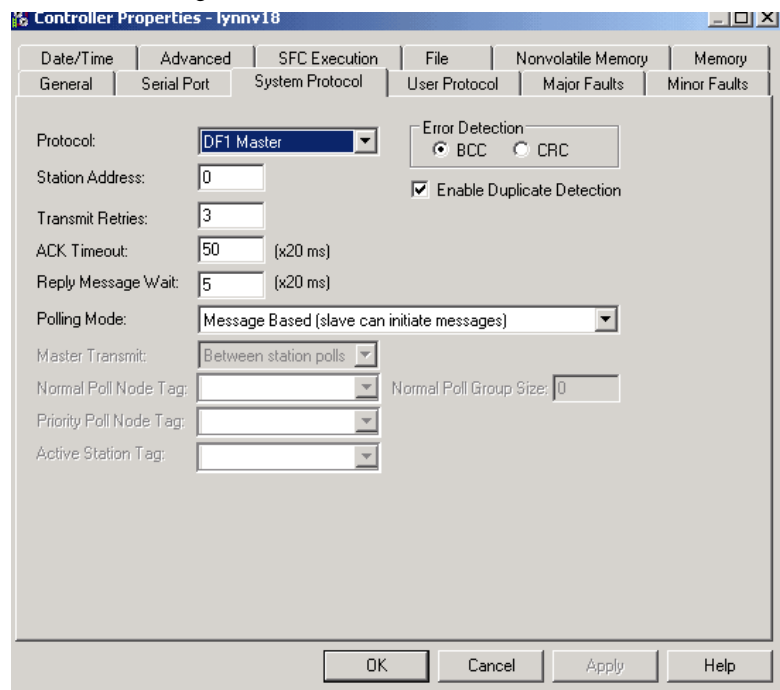 Controller Properties - lynnv18
Date/Time Advanced SFC Execution File Nonvolatile Memory Memory
General Serial Port System Protocol User Protocol Major Faults Minor Faults
Protocol: DF1 Master
Error Detection
BCC CRC
Station Address: 0
Enable Duplicate Detection
Transmit Retries: 3
ACK Timeout: 50 (x20 ms)
Reply Message Wait: 5 (x20 ms)
Polling Mode: Message Based (slave can initiate messages)
Master Transmit: Between station polls
Normal Poll Node Tag: Normal Poll Group Size: 0
Priority Poll Node Tag:
Active Station Tag:
OK Cancel Apply Help